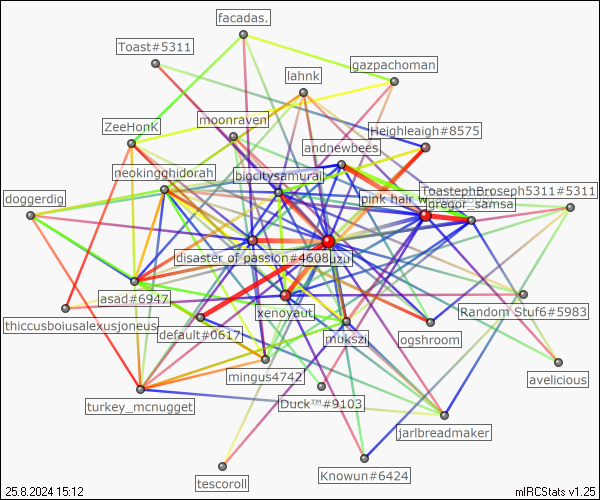 facadas.
Toast#5311
gazpachoman
lahnk
moonraven
ZeeHonK
Heighleigh#8575
andnewbees
neokingghidorah
bigcitysamurai
ToastephBroseph5311#5311
pink hair w
gregor_samsa
doggerdig
disaster of passion#4608
uzu
asad#6947
xenoyaut
Random Stuf6#5983
thiccusboiusalexusjoneus
default#0617
mukszi
ogshroom
mingus4742
avelicious
turkey_mcnugget
Duck™#9103
jarlbreadmaker
Knowun#6424
tescoroll
25.8.2024 15:12
mIRCStats v1.25